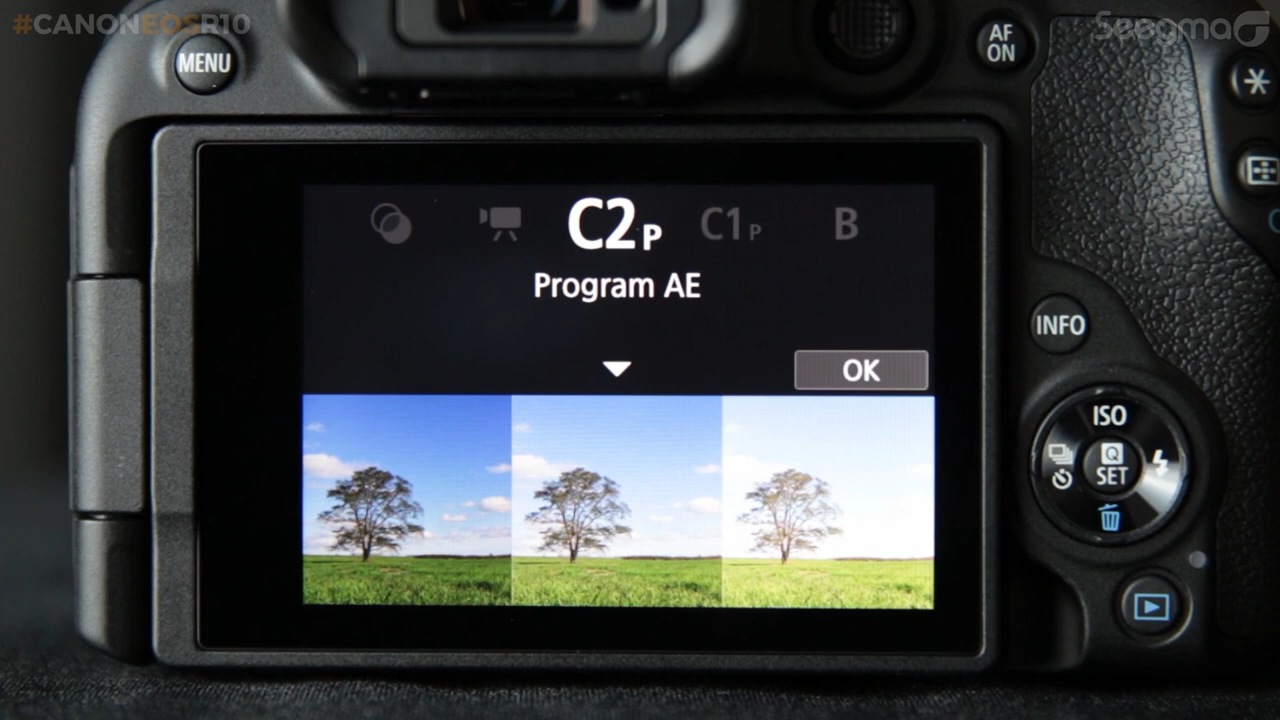 #CANONEOSR10
Seegma
MENU
AF
ON
C2P
C1P
B
Program AE
OK
INFO
ISO
Q
SET